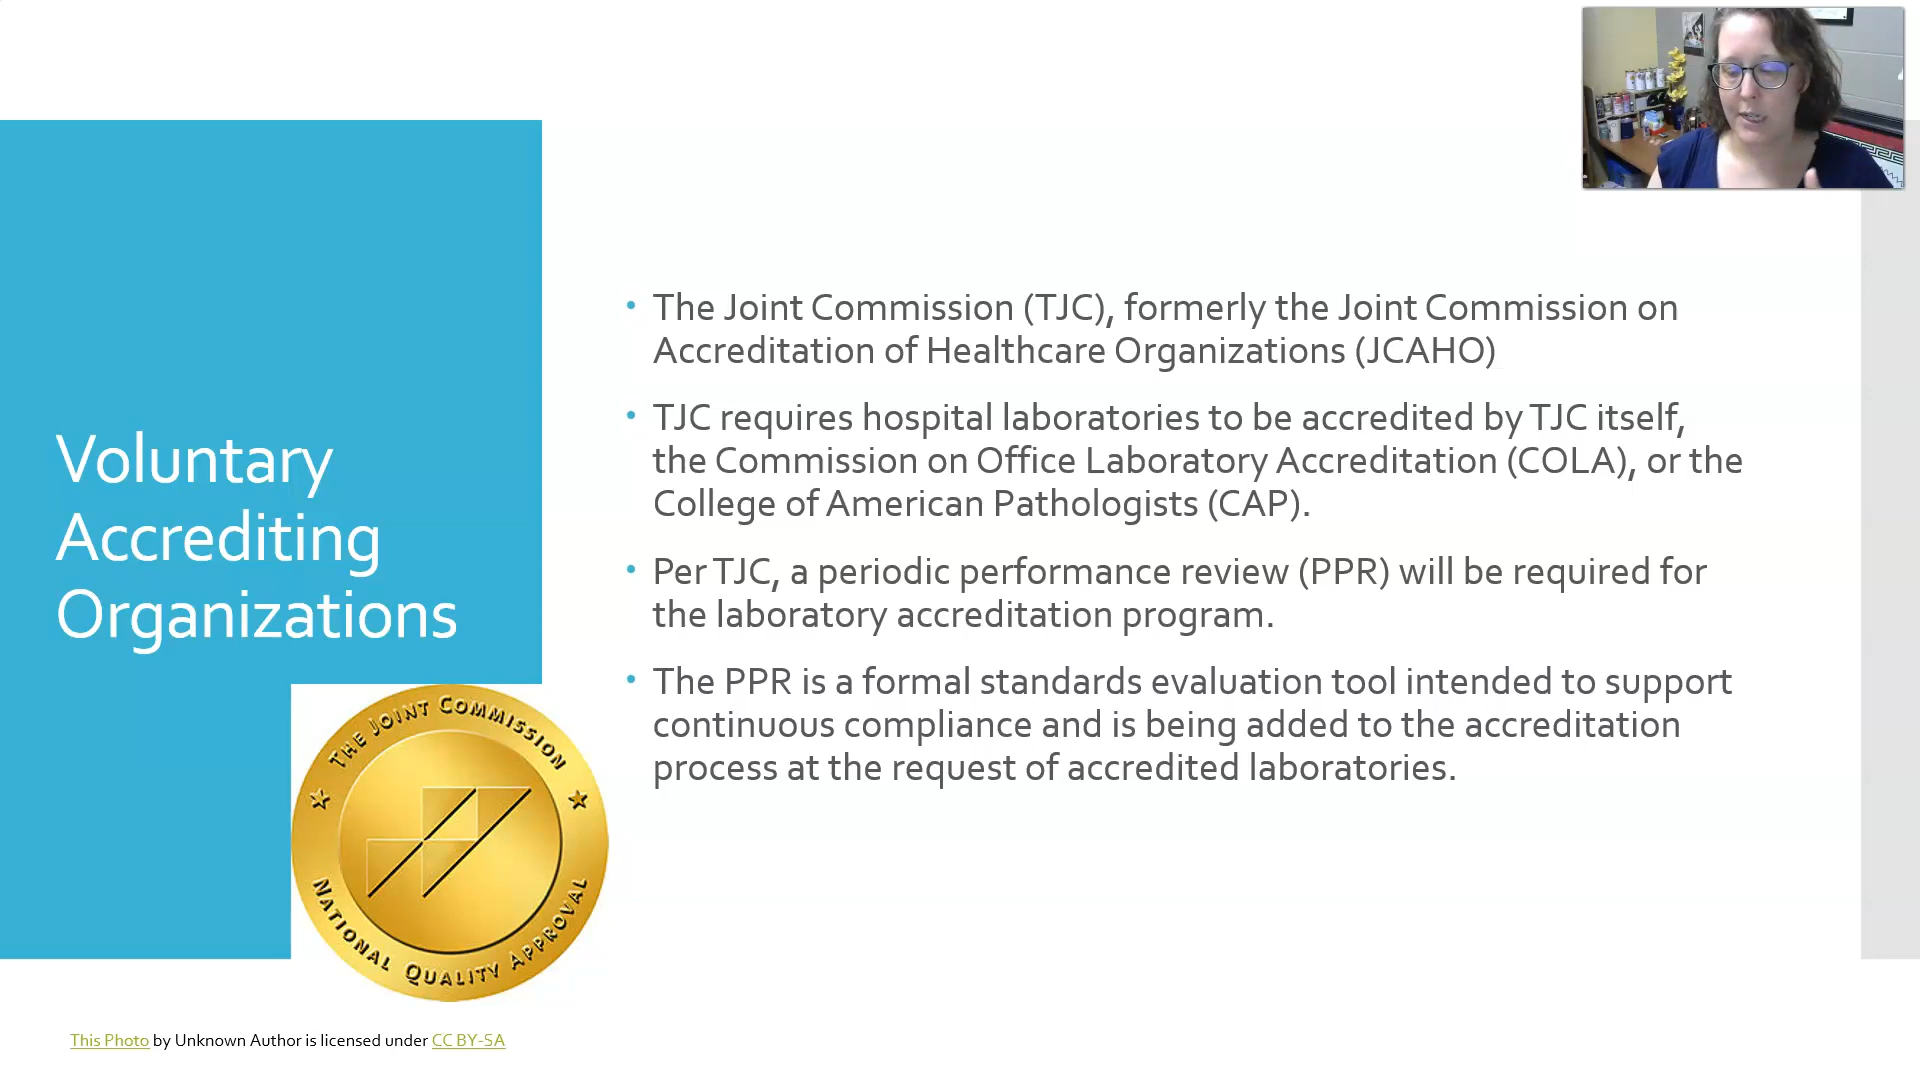 Voluntary
Accrediting
Organizations
• The Joint Commission (TJC), formerly the Joint Commission on
Accreditation of Healthcare Organizations (JCAHO)
• TJC requires hospital laboratories to be accredited by TJC itself,
the Commission on Office Laboratory Accreditation (COLA), or the
College of American Pathologists (CAP).
• Per TJC, a periodic performance review (PPR) will be required for
the laboratory accreditation program.
• The PPR is a formal standards evaluation tool intended to support
continuous compliance and is being added to the accreditation
process at the request of accredited laboratories.
THE JOINT COMMISSION
NATIONAL QUALITY APPROVAL
This Photo by Unknown Author is licensed under CC BY-SA